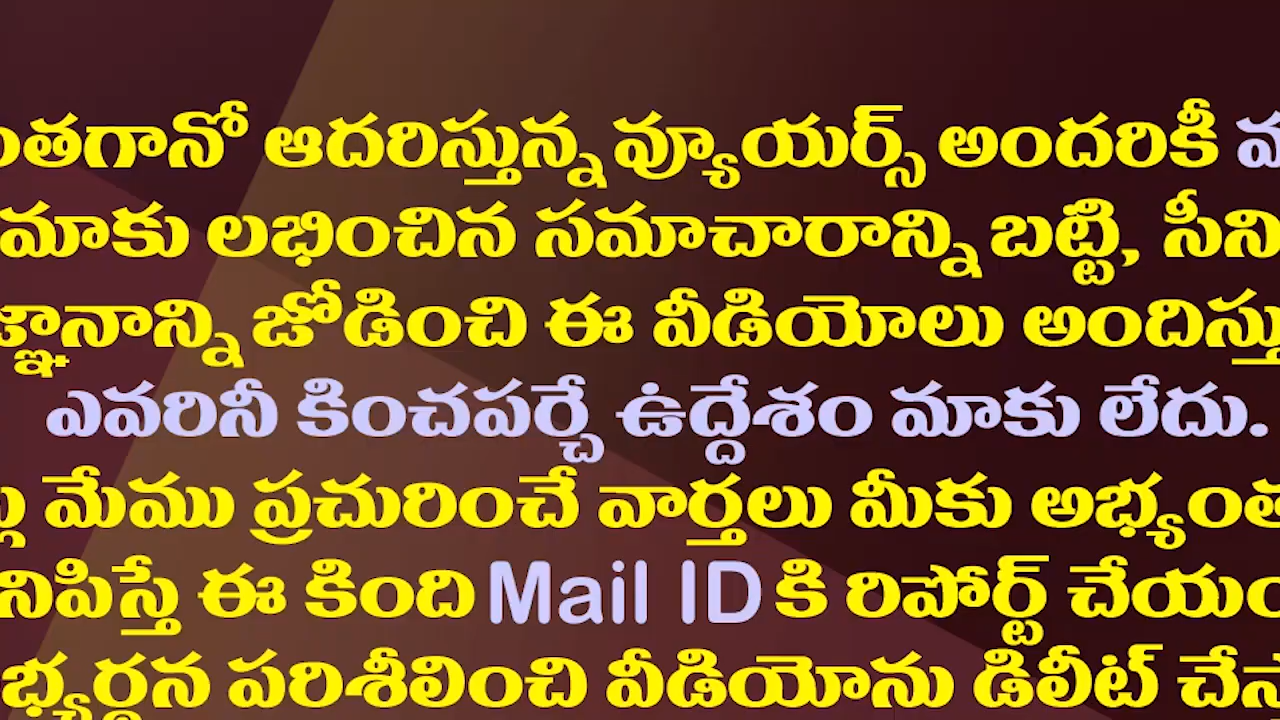 ంతగానో ఆదరిస్తున్న వ్యూయర్స్ అందరికీ
మాకు లభించిన సమాచారాన్ని బట్టి, సీని
జ్ఞానాన్ని జోడించి ఈ వీడియోలు అందిస్తు
ఎవరినీ కించపర్చే ఉద్దేశం మాకు లేదు.
మేము ప్రచురించే వార్తలు మీకు అభ్యంత
నిపిస్తే ఈ కింది Mail ID కి రిపోర్ట్ చేయం
భ్యర్థన పరిశీలించి వీడియోను డిలీట్ చేస